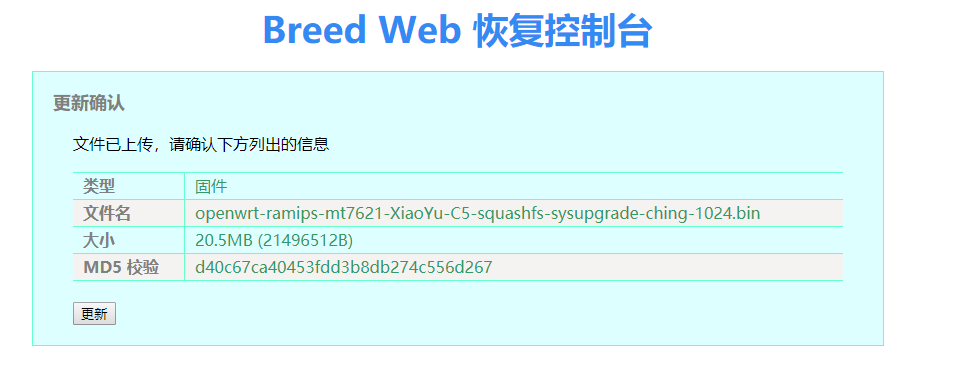 Breed Web 恢复控制台
更新确认
文件已上传，请确认下方列出的信息
类型 固件
文件名 openwrt-ramips-mt7621-XiaoYu-C5-squashfs-sysupgrade-ching-1024.bin
大小 20.5MB (21496512B)
MD5 校验 d40c67ca40453fdd3b8db274c556d267
更新